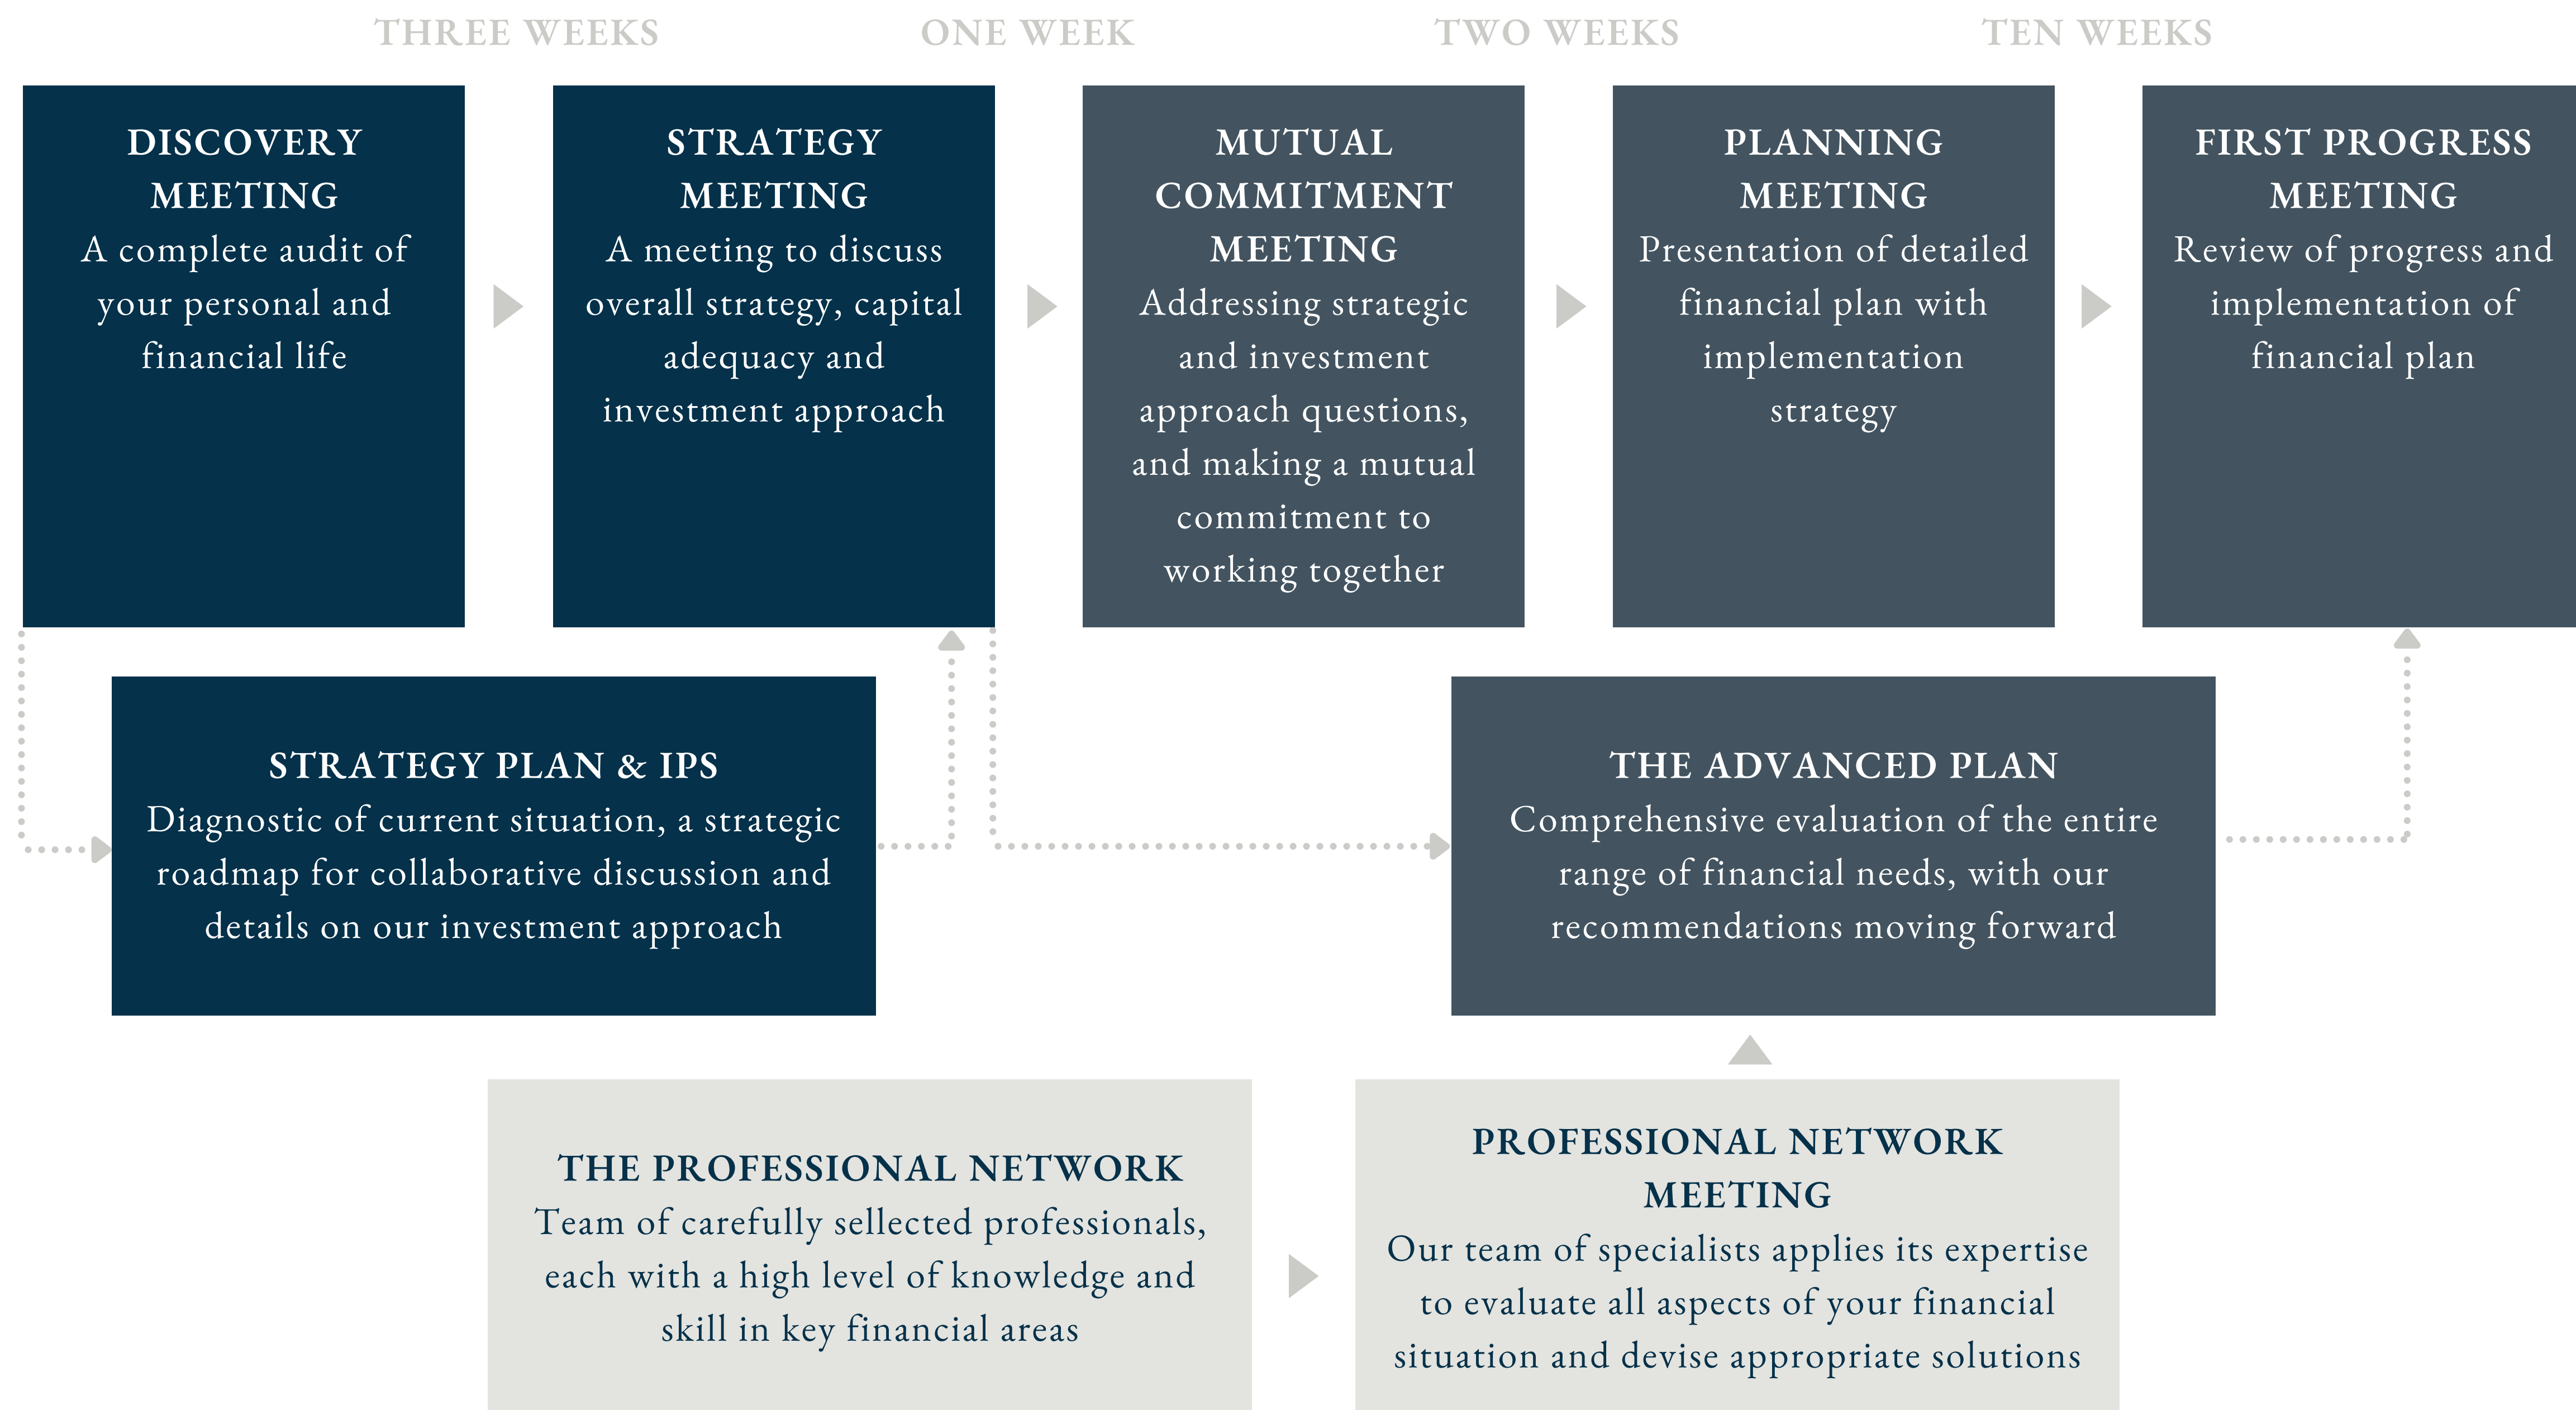 THREE WEEKS
ONE WEEK
TWO WEEKS
TEN WEEKS
DISCOVERY
MEETING
A complete audit of
your personal and
financial life
STRATEGY
MEETING
A meeting to discuss
overall strategy, capital
adequacy and
investment approach
MUTUAL
COMMITMENT
MEETING
Addressing strategic
and investment
approach questions,
and making a mutual
commitment to
working together
PLANNING
MEETING
Presentation of detailed
financial plan with
implementation
strategy
FIRST PROGRESS
MEETING
Review of progress and
implementation of
financial plan
STRATEGY PLAN & IPS
Diagnostic of current situation, a strategic
roadmap for collaborative discussion and
details on our investment approach
THE ADVANCED PLAN
Comprehensive evaluation of the entire
range of financial needs, with our
recommendations moving forward
THE PROFESSIONAL NETWORK
Team of carefully sellected professionals,
each with a high level of knowledge and
skill in key financial areas
PROFESSIONAL NETWORK
MEETING
Our team of specialists applies its expertise
to evaluate all aspects of your financial
situation and devise appropriate solutions